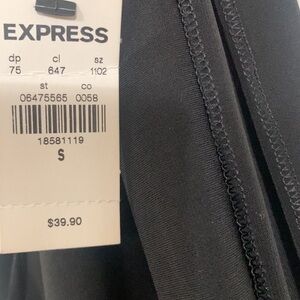 EXPRESS
dp cl sz
75 647 1102
st co
06475565 0058
18581119
S
$39.90